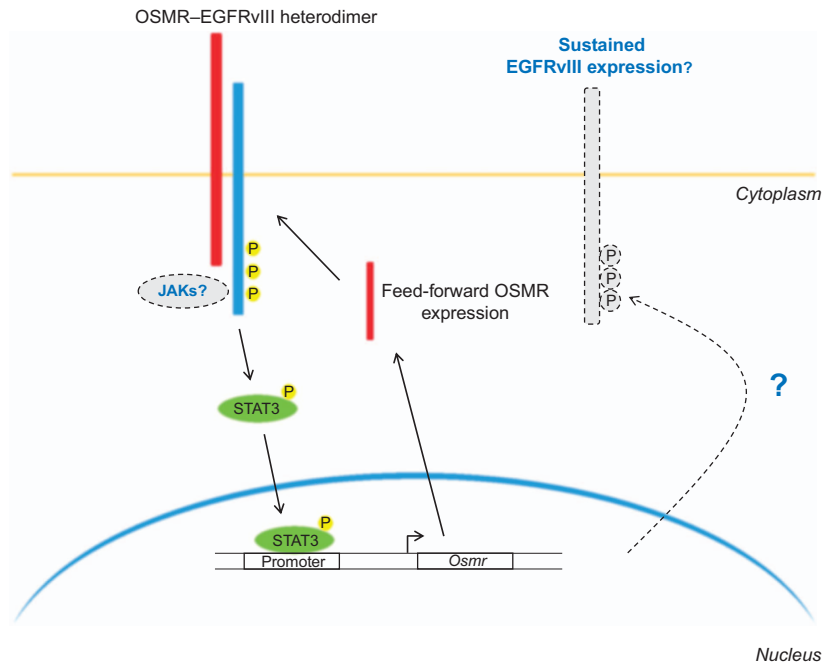 OSMR–EGFRvIII heterodimer
Sustained
EGFRvIII expression?
Cytoplasm
P
P
P
JAKs?
Feed-forward OSMR
expression
P
P
P
P
STAT3
?
P
STAT3
Promoter
Osmr
Nucleus